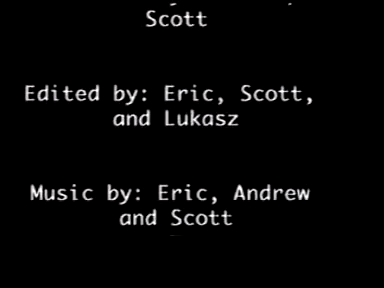 Scott
Edited by: Eric, Scott,
and Lukasz
Music by: Eric, Andrew
and Scott